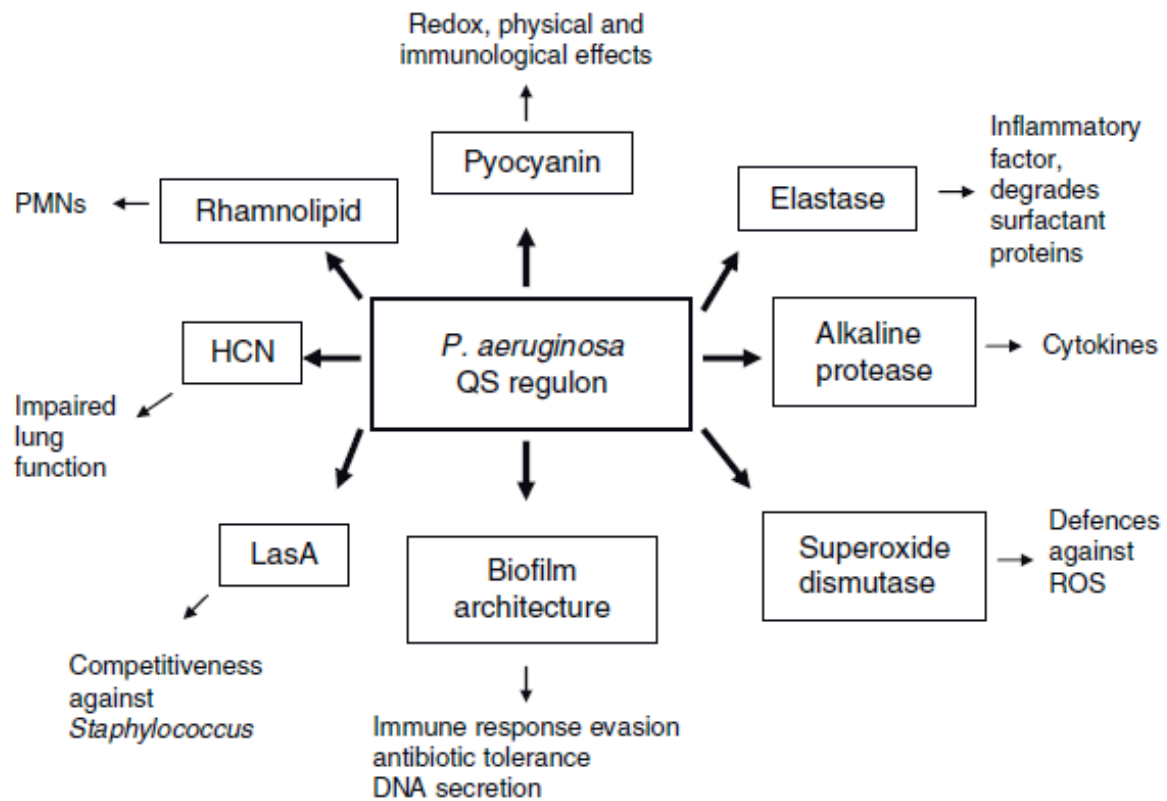 Redox, physical and
immunological effects
Pyocyanin
Inflammatory
factor,
degrades
surfactant
proteins
Elastase
PMNs
Rhamnolipid
HCN
P. aeruginosa
QS regulon
Alkaline
protease
Cytokines
Impaired
lung
function
LasA
Biofilm
architecture
Superoxide
dismutase
Defences
against
ROS
Competitiveness
against
Staphylococcus
Immune response evasion
antibiotic tolerance
DNA secretion